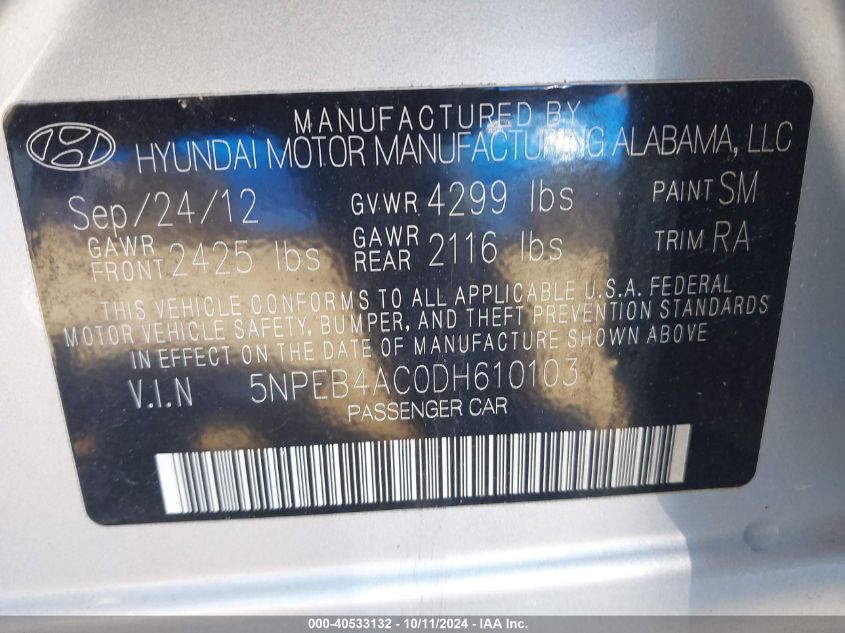 MANUFACTURED BY
HYUNDAI MOTOR MANUFACTURING ALABAMA, LLC
Sep/24/12 GVWR 4299 lbs PAINT SM
GAWR FRONT 2425 lbs GAWR REAR 2116 lbs TRIM RA
THIS VEHICLE CONFORMS TO ALL APPLICABLE U.S.A. FEDERAL
MOTOR VEHICLE SAFETY, BUMPER, AND THEFT PREVENTION STANDARDS
IN EFFECT ON THE DATE OF MANUFACTURE SHOWN ABOVE
V.I.N 5NPEB4AC0DH610103
PASSENGER CAR
000-40533132 - 10/11/2024 - IAA Inc.